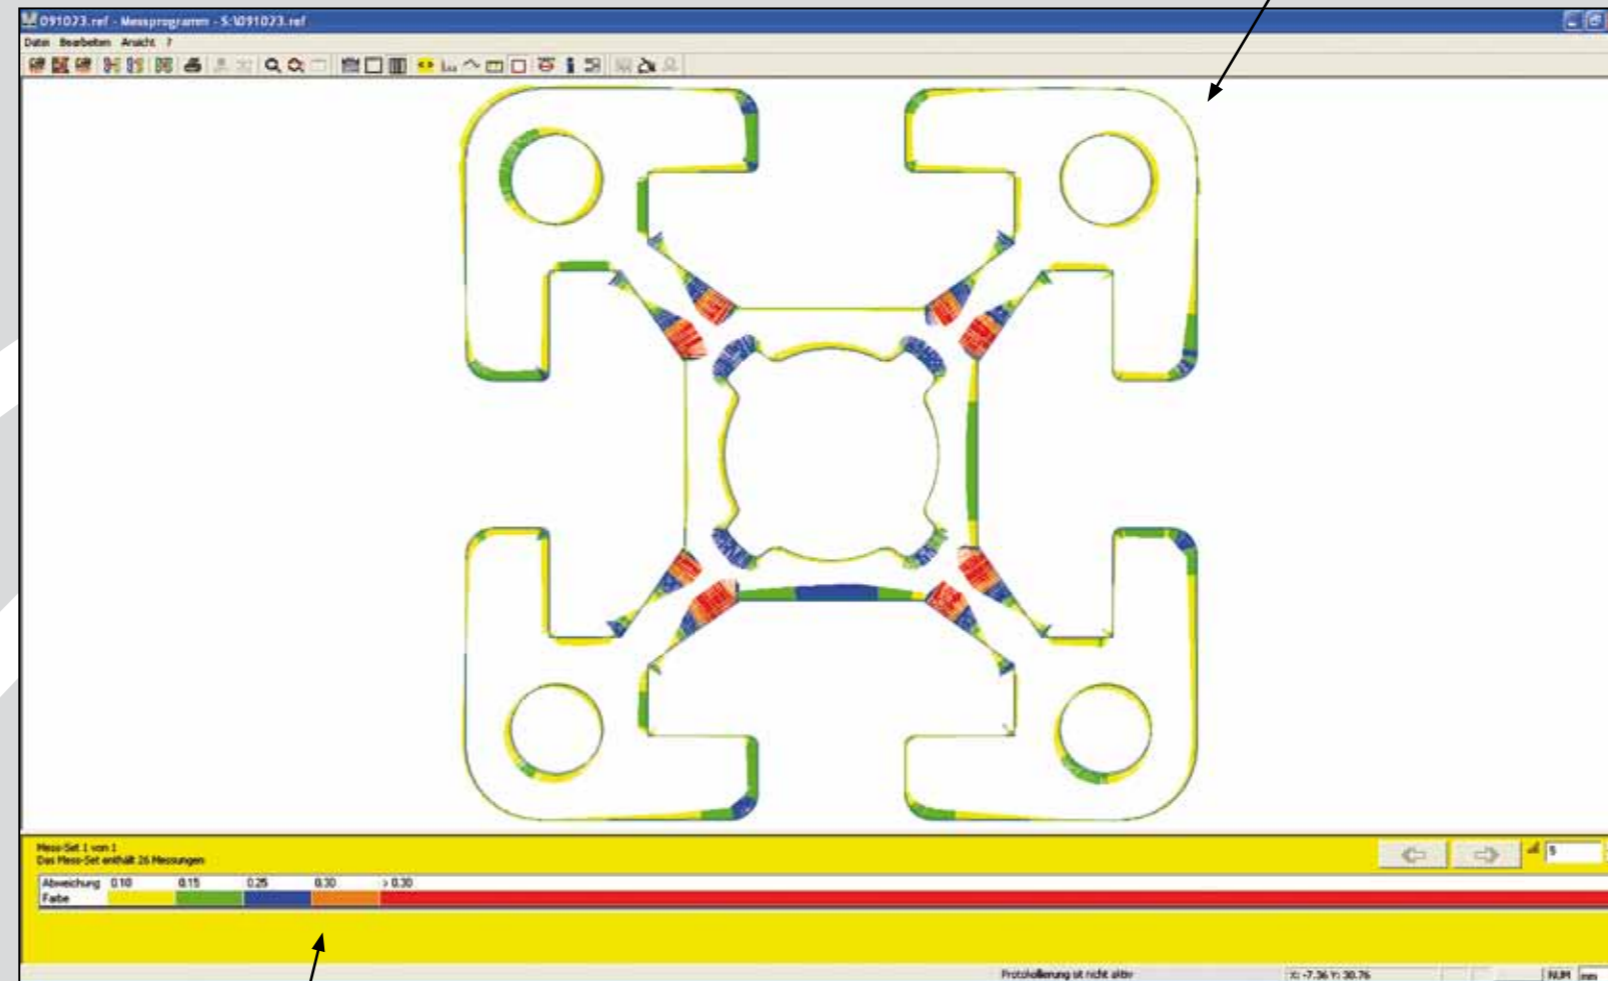 091023.ref - Messprogramm - S:\091023.ref
Datei Bearbeiten Ansicht ?
Mess-Set 1 von 1
Das Mess-Set enthält 26 Messungen
5
Abweichung 0.10 0.15 0.25 0.30 > 0.30
Farbe
Protokollierung ist nicht aktiv X: -7.36 Y: 30.76 NUM mm